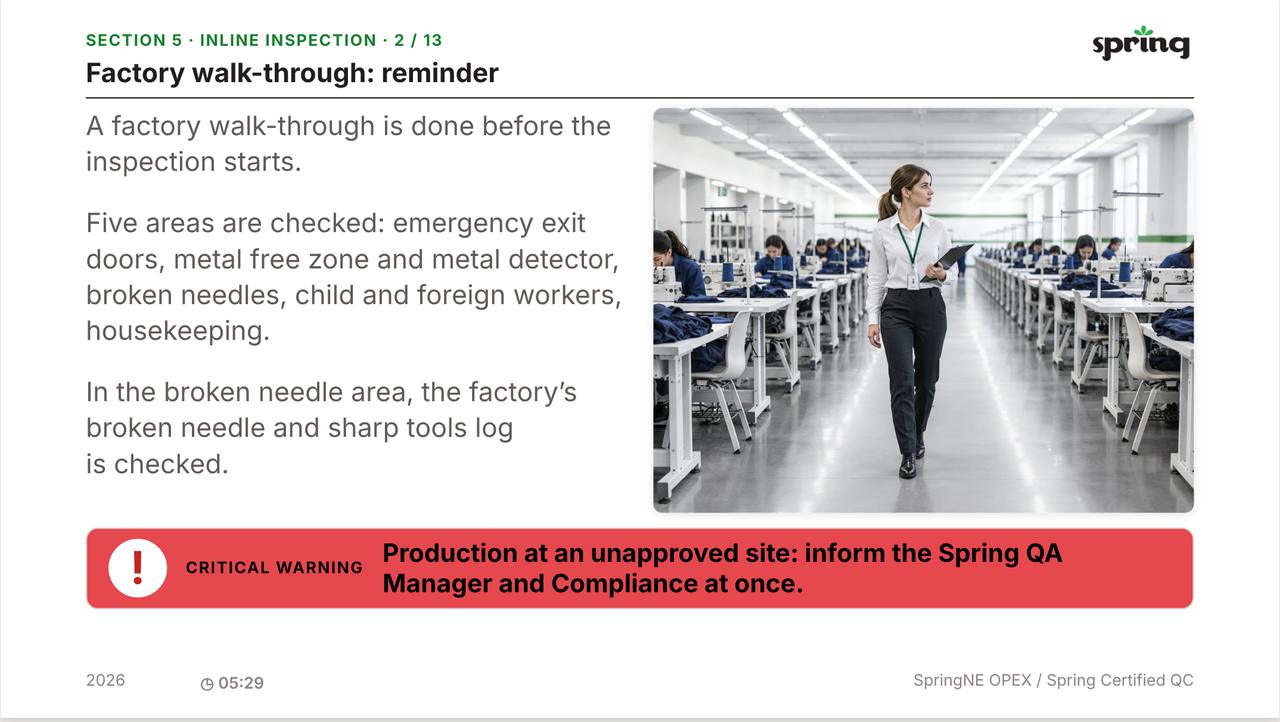 SECTION 5 · INLINE INSPECTION · 2 / 13
spring
Factory walk-through: reminder
A factory walk-through is done before the
inspection starts.
Five areas are checked: emergency exit
doors, metal free zone and metal detector,
broken needles, child and foreign workers,
housekeeping.
In the broken needle area, the factory’s
broken needle and sharp tools log
is checked.
!
CRITICAL WARNING
Production at an unapproved site: inform the Spring QA
Manager and Compliance at once.
2026
05:29
SpringNE OPEX / Spring Certified QC